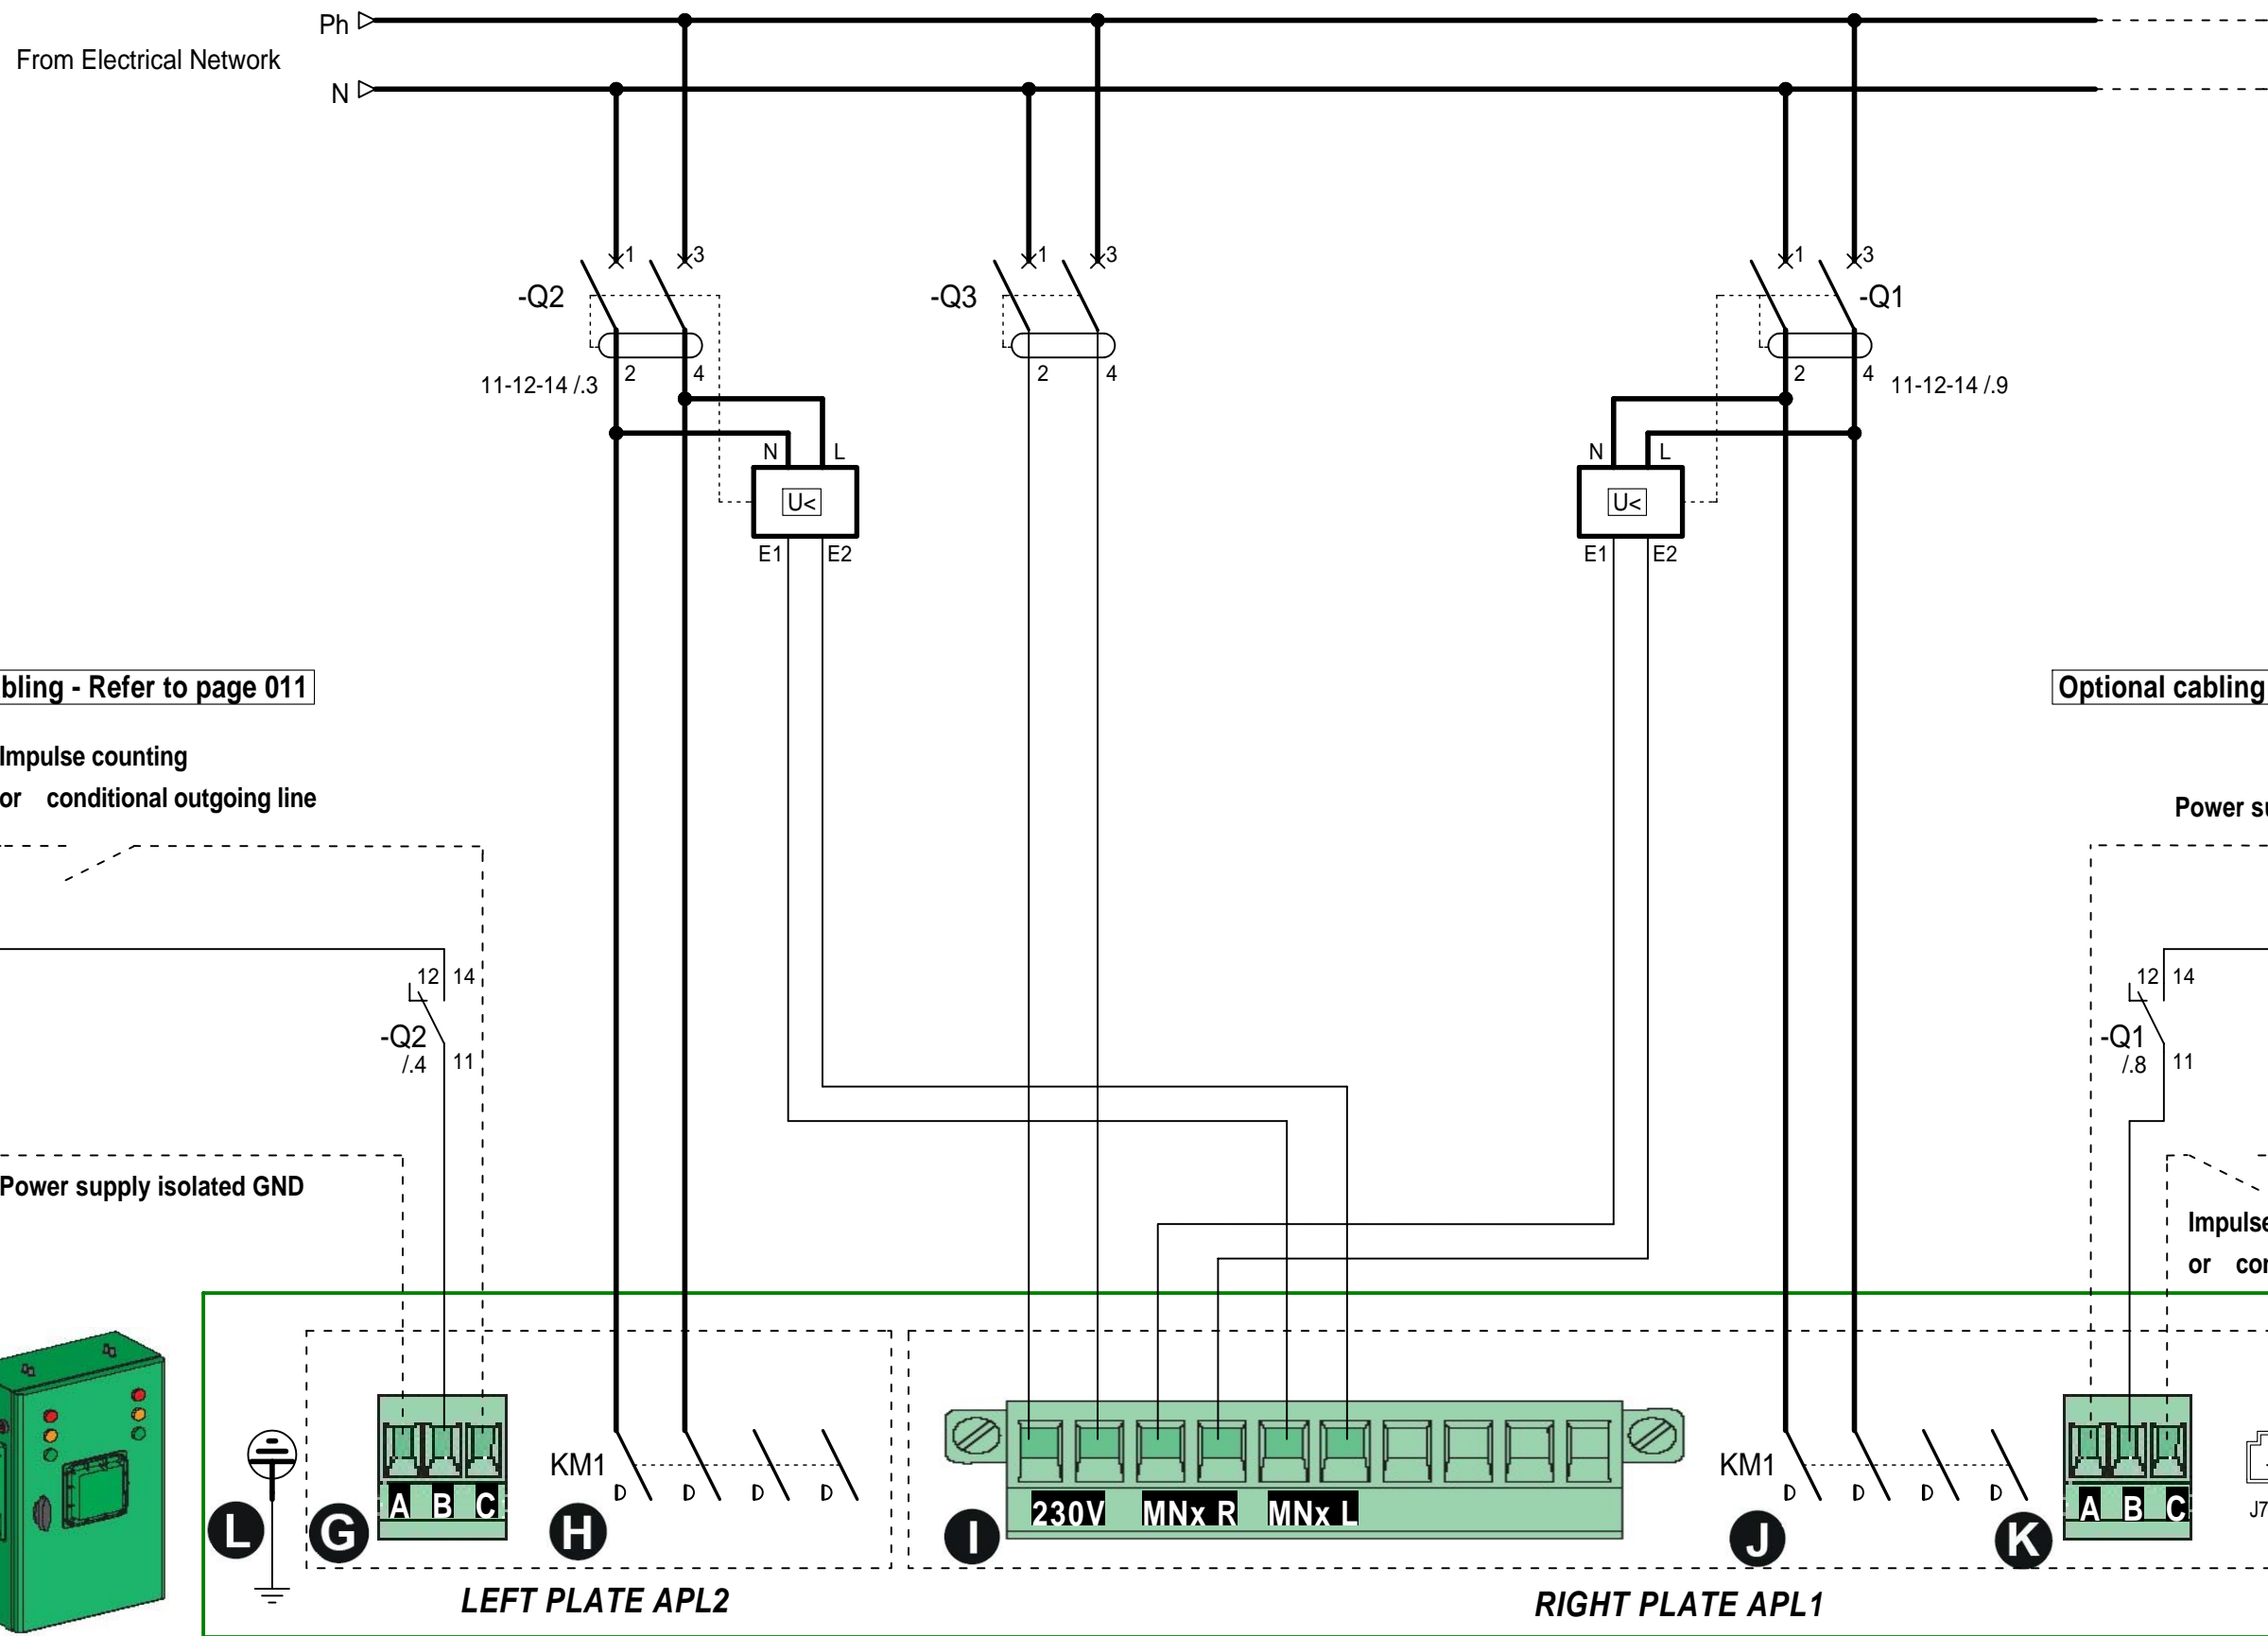 Ph
From Electrical Network
N
1 3
-Q2
2 4
11-12-14 /.3
N L
U<
E1 E2
1 3
-Q3
2 4
1 3
-Q1
2 4
11-12-14 /.9
N L
U<
E1 E2
bling - Refer to page 011
Optional cabling
Impulse counting
or conditional outgoing line
Power su
12 14
-Q2
/.4 11
12 14
-Q1
/.8 11
Power supply isolated GND
Impulse
or con
L
G
A B C
KM1
D D D D
H
I
230V MNx R MNx L
KM1
D D D D
J
K
A B C
J7
LEFT PLATE APL2
RIGHT PLATE APL1